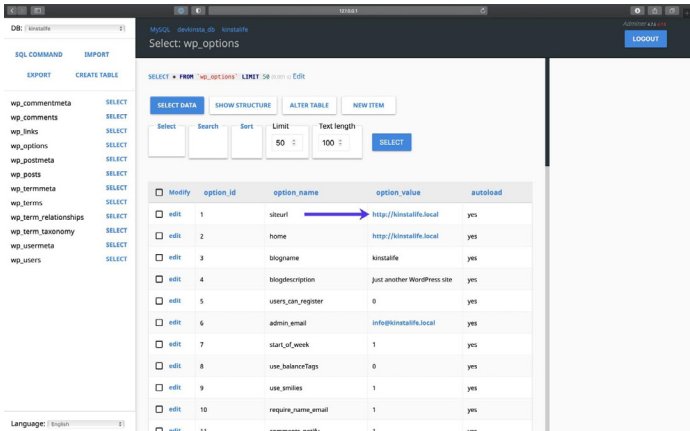 127.0.0.1
DB: kinstalife
MySQL devkinsta_db kinstalife
Adminer
Select: wp_options
LOGOUT
SQL COMMAND IMPORT
EXPORT CREATE TABLE
SELECT * FROM `wp_options` LIMIT 50 Edit
SELECT DATA SHOW STRUCTURE ALTER TABLE NEW ITEM
Select Search Sort Limit Text length
50 100 SELECT
wp_commentmeta SELECT
wp_comments SELECT
wp_links SELECT
wp_options SELECT
wp_postmeta SELECT
wp_posts SELECT
wp_termmeta SELECT
wp_terms SELECT
wp_term_relationships SELECT
wp_term_taxonomy SELECT
wp_usermeta SELECT
wp_users SELECT
Modify option_id option_name option_value autoload
edit 1 siteurl http://kinstalife.local yes
edit 2 home http://kinstalife.local yes
edit 3 blogname kinstalife yes
edit 4 blogdescription Just another WordPress site yes
edit 5 users_can_register 0 yes
edit 6 admin_email info@kinstalife.local yes
edit 7 start_of_week 1 yes
edit 8 use_balanceTags 0 yes
edit 9 use_smilies 1 yes
edit 10 require_name_email 1 yes
edit 11 comments_notify 1 yes
Language: English